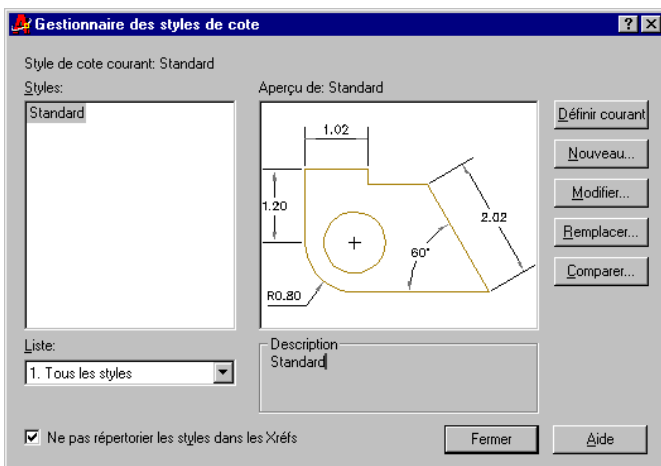 Gestionnaire des styles de cote
Style de cote courant: Standard
Styles:
Standard
Aperçu de: Standard
1.02
1.20
2.02
60°
R0.80
Définir courant
Nouveau...
Modifier...
Remplacer...
Comparer...
Liste:
1. Tous les styles
Description
Standard
Ne pas répertorier les styles dans les Xréfs
Fermer
Aide